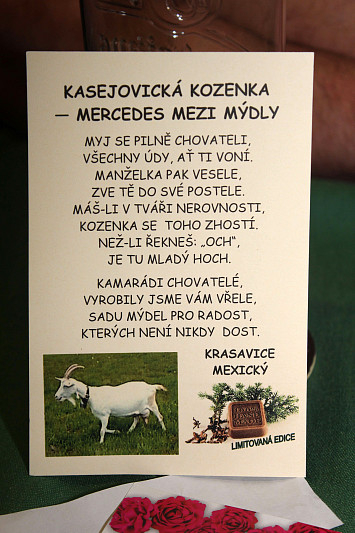 KASEJOVICKÁ KOZENKA
– MERCEDES MEZI MÝDLY
MYJ SE PILNĚ CHOVATELI,
VŠECHNY ÚDY, AŤ TI VONÍ.
MANŽELKA PAK VESELE,
ZVE TĚ DO SVÉ POSTELE.
MÁŠ-LI V TVÁŘI NEROVNOSTI,
KOZENKA SE TOHO ZHOSTÍ.
NEŽ-LI ŘEKNEŠ: „OCH“,
JE TU MLADÝ HOCH.
KAMARÁDI CHOVATELÉ,
VYROBILY JSME VÁM VŘELE,
SADU MÝDEL PRO RADOST,
KTERÝCH NENÍ NIKDY DOST.
KRASAVICE
MEXICKÝ
LIMITOVANÁ EDICE